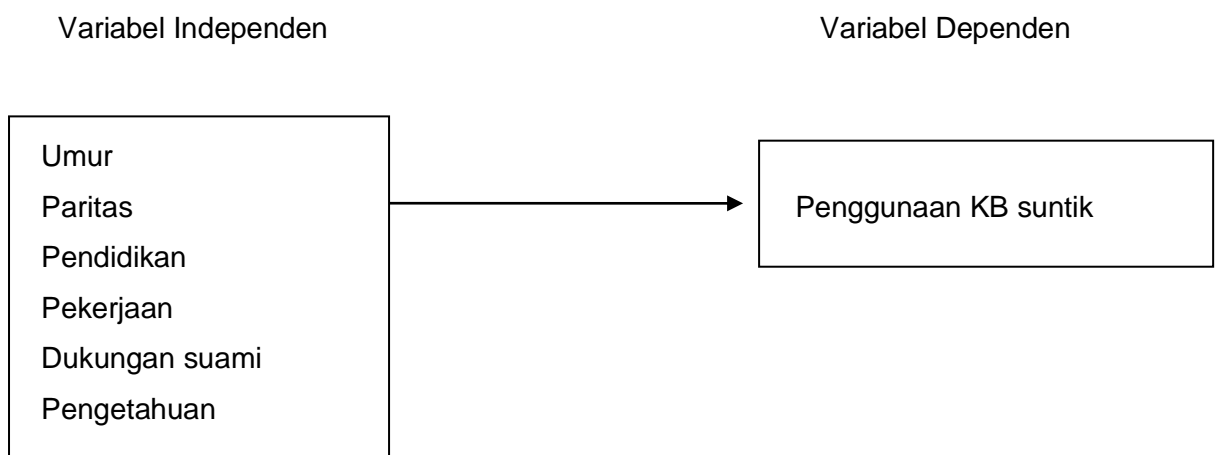 Variabel Independen
Variabel Dependen
Umur
Paritas
Pendidikan
Pekerjaan
Dukungan suami
Pengetahuan
Penggunaan KB suntik